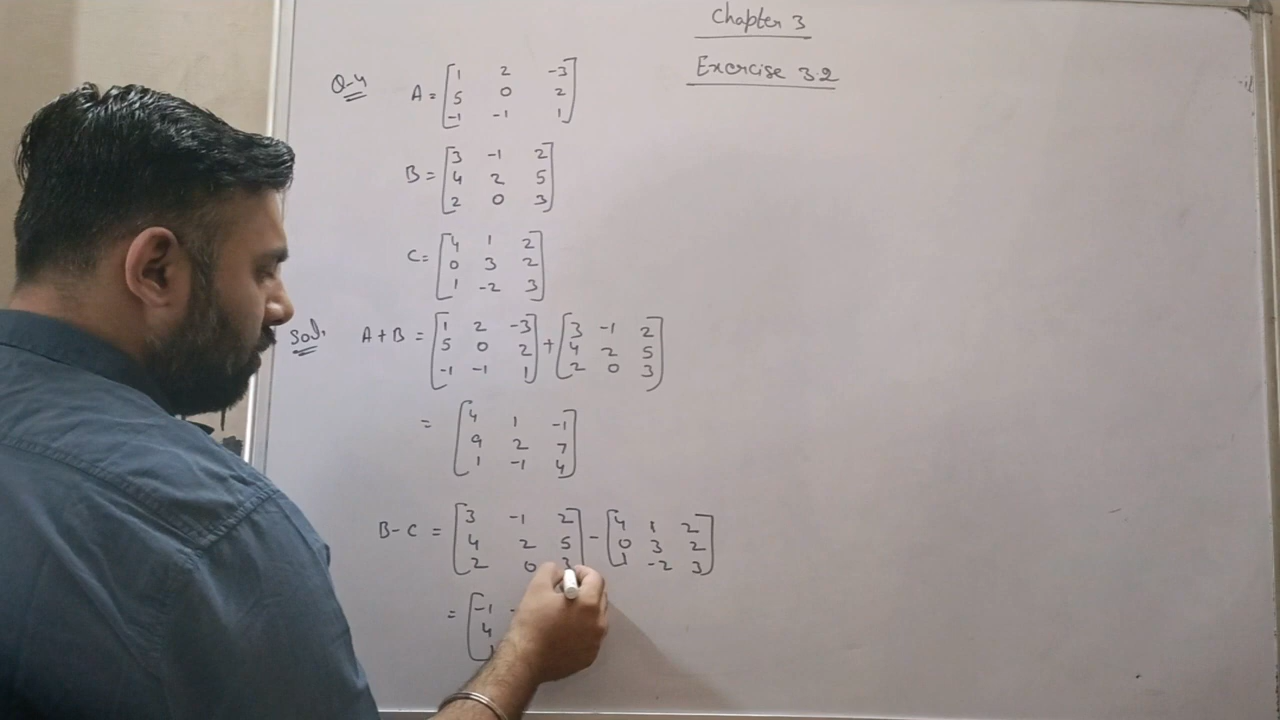 Chapter 3
Exercise 3.2
Q-4 A = [1 2 -3
5 0 2
-1 -1 1]
B = [3 -1 2
4 2 5
2 0 3]
C = [4 1 2
0 3 2
1 -2 3]
Sol. A+B = [1 2 -3 ] + [3 -1 2
5 0 2 4 2 5
-1 -1 1 2 0 3]
= [4 1 -1
9 2 7
1 -1 4]
B-C = [3 -1 2 ] - [4 1 2
4 2 5 0 3 2
2 0 3 1 -2 3]
= [-1
4
1